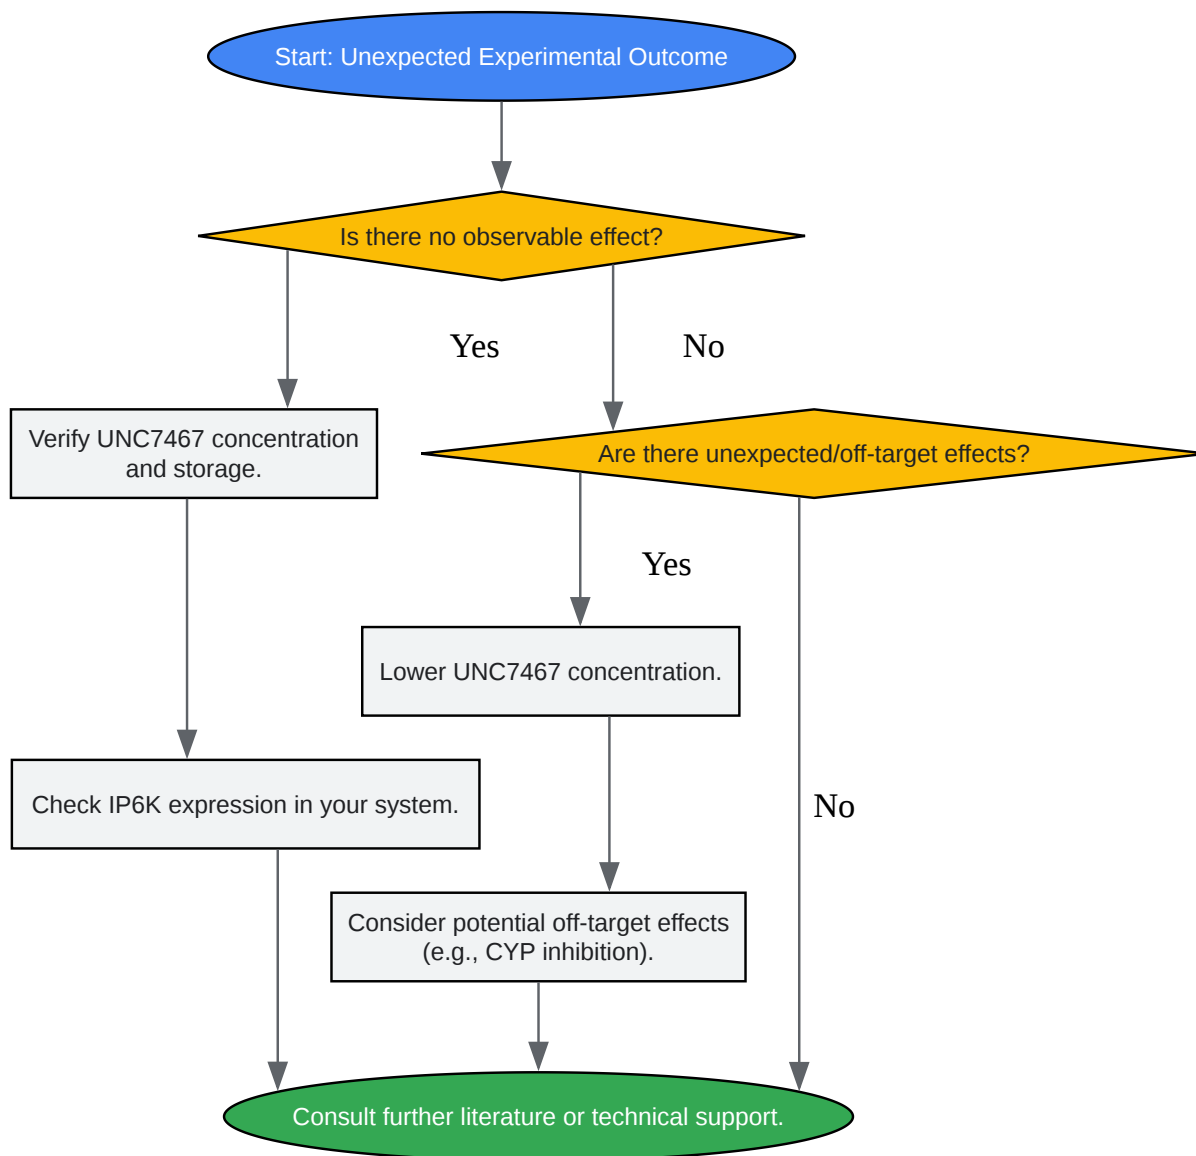 Start: Unexpected Experimental Outcome
Is there no observable effect?
Yes
No
Verify UNC7467 concentration
and storage.
Are there unexpected/off-target effects?
Yes
Lower UNC7467 concentration.
Check IP6K expression in your system.
No
Consider potential off-target effects
(e.g., CYP inhibition).
Consult further literature or technical support.